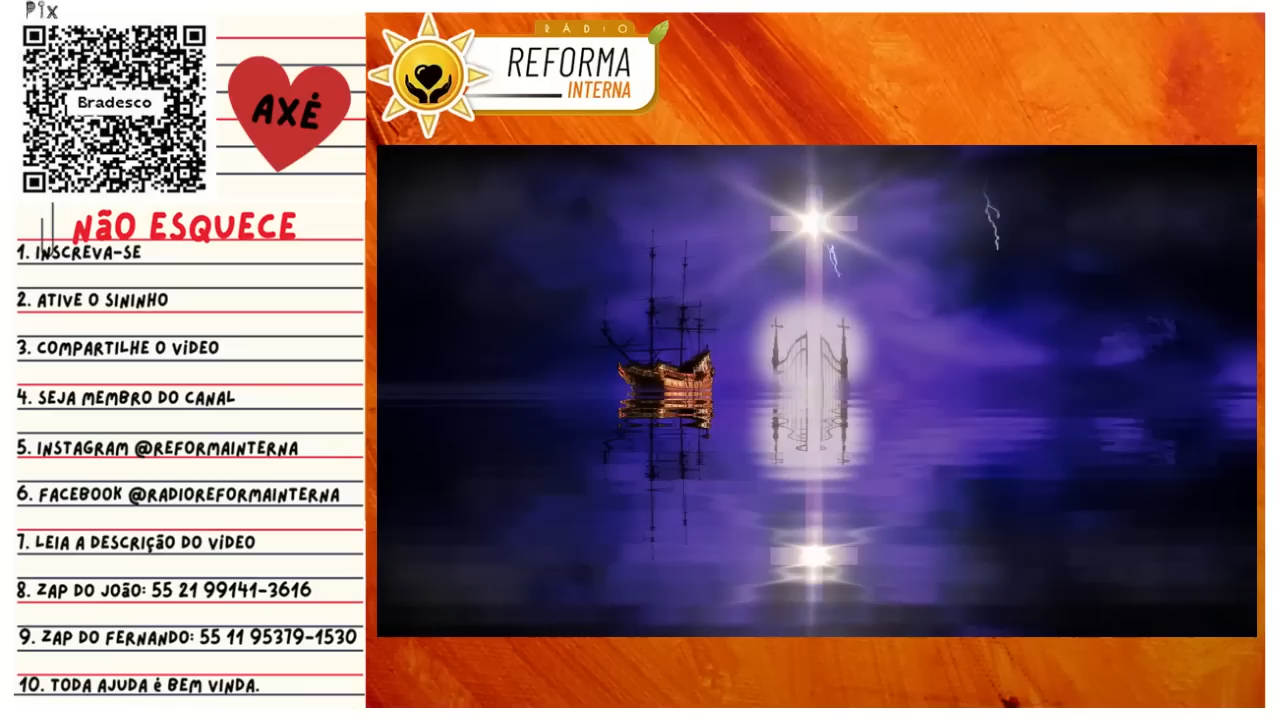 Pix
Bradesco
AXÉ
NÃO ESQUECE
1. INSCREVA-SE
2. ATIVE O SININHO
3. COMPARTILHE O VÍDEO
4. SEJA MEMBRO DO CANAL
5. INSTAGRAM @REFORMAINTERNA
6. FACEBOOK @RADIOREFORMAINTERNA
7. LEIA A DESCRIÇÃO DO VÍDEO
8. ZAP DO JOÃO: 55 21 99141-3616
9. ZAP DO FERNANDO: 55 11 95379-1530
10. TODA AJUDA É BEM VINDA.
RÁDIO
REFORMA
INTERNA